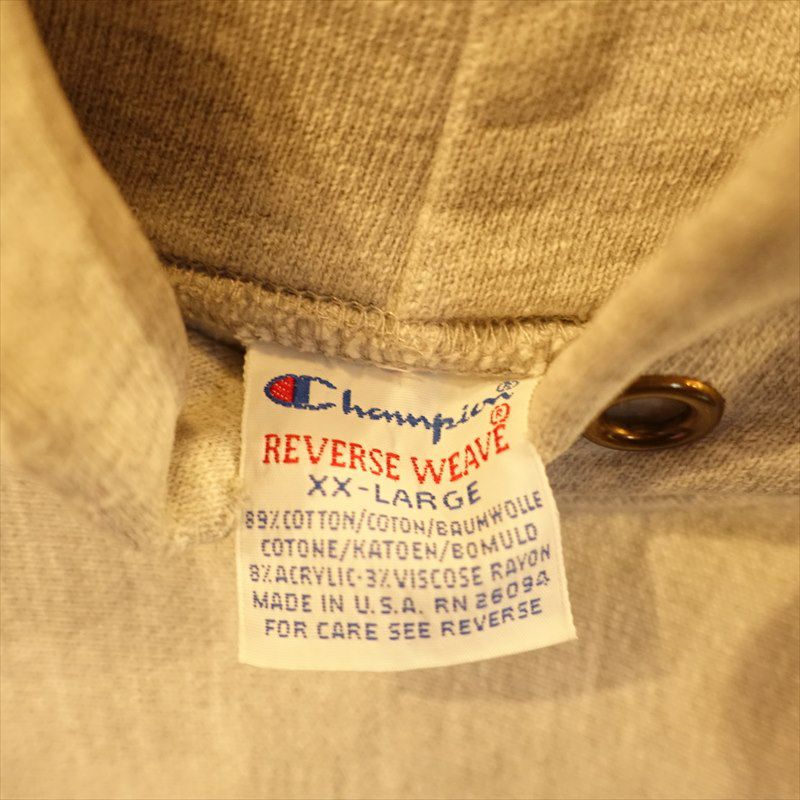 Champion®
REVERSE WEAVE®
XX-LARGE
89%COTTON/COTON/BAUMWOLLE
COTONE/KATOEN/BOMULD
8%ACRYLIC-3%VISCOSE RAYON
MADE IN U.S.A. RN 26094
FOR CARE SEE REVERSE